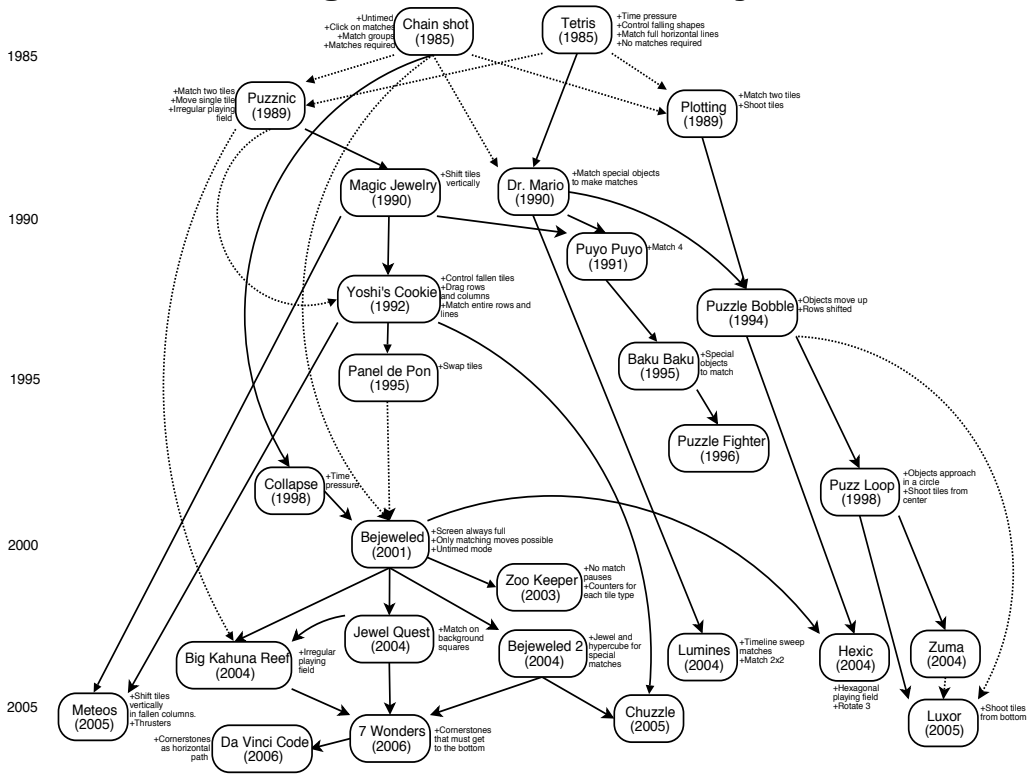 1985
1990
1995
2000
2005
+Untimed
+Click on matches
+Match groups
+Matches required
Chain shot
(1985)
Tetris
(1985)
+Time pressure
+Control falling shapes
+Match full horizontal lines
+No matches required
+Match two tiles
+Move single tile
+Irregular playing
field
Puzznic
(1989)
Plotting
(1989)
+Match two tiles
+Shoot tiles
Magic Jewelry
(1990)
+Shift tiles
vertically
Dr. Mario
(1990)
+Match special objects
to make matches
Puyo Puyo
(1991)
+Match 4
Yoshi's Cookie
(1992)
+Control fallen tiles
+Drag rows
and columns
+Match entire rows and
lines
Puzzle Bobble
(1994)
+Objects move up
+Rows shifted
Panel de Pon
(1995)
+Swap tiles
Baku Baku
(1995)
+Special
objects
to match
Puzzle Fighter
(1996)
Collapse
(1998)
+Time
pressure
Puzz Loop
(1998)
+Objects approach
in a circle
+Shoot tiles from
center
Bejeweled
(2001)
+Screen always full
+Only matching moves possible
+Untimed mode
Zoo Keeper
(2003)
+No match
pauses
+Counters for
each tile type
Big Kahuna Reef
(2004)
+Irregular
playing
field
Jewel Quest
(2004)
+Match on
background
squares
Bejeweled 2
(2004)
+Jewel and
hypercube for
special
matches
Lumines
(2004)
+Timeline sweep
matches
+Match 2x2
Hexic
(2004)
+Hexagonal
playing field
+Rotate 3
Zuma
(2004)
Meteos
(2005)
+Shift tiles
vertically
in fallen columns.
+Thrusters
Chuzzle
(2005)
Luxor
(2005)
+Shoot tiles
from bottom
+Cornerstones
as horizontal
path
Da Vinci Code
(2006)
7 Wonders
(2006)
+Cornerstones
that must get
to the bottom